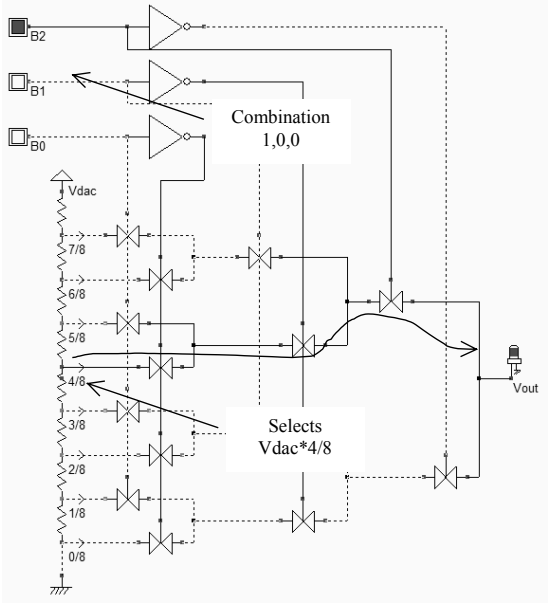 B2
B1
Combination
1,0,0
B0
Vdac
7/8
6/8
5/8
4/8
Vout
3/8
Selects
Vdac*4/8
2/8
1/8
0/8